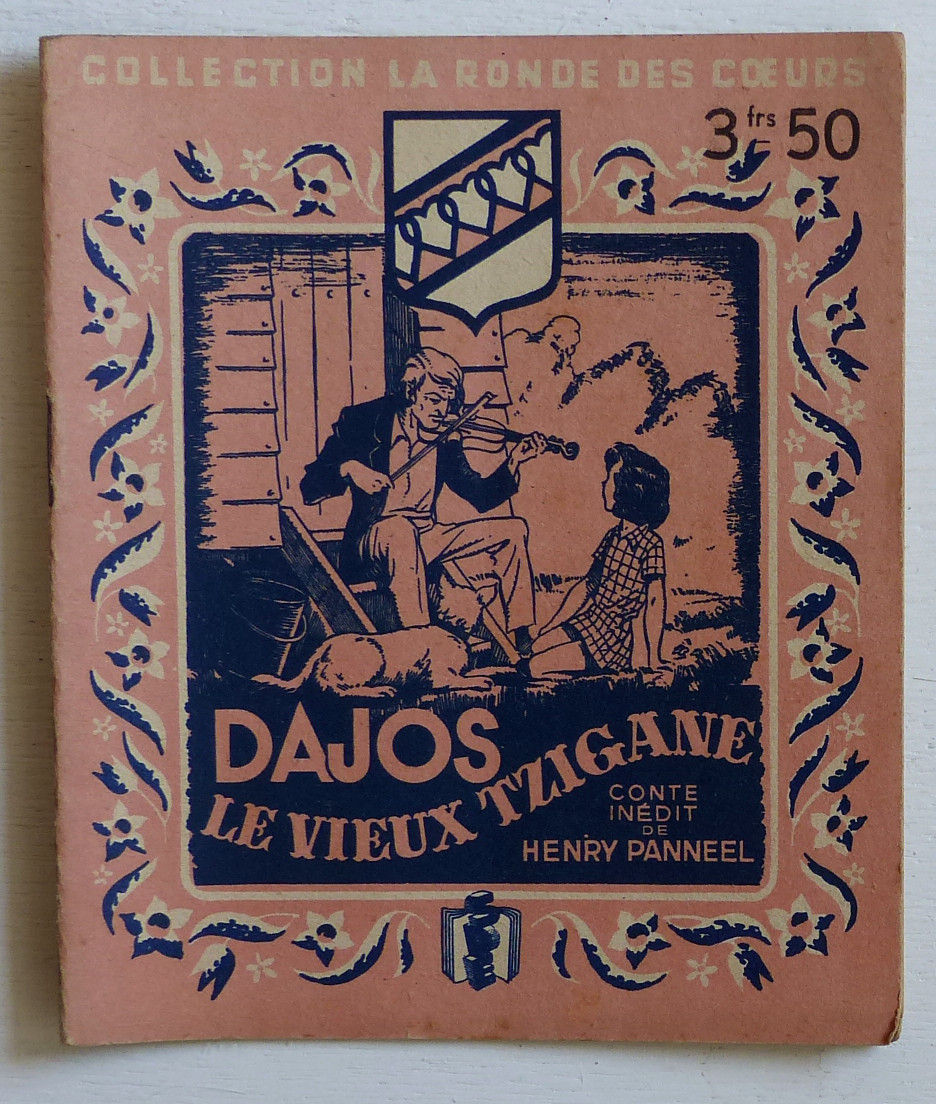 COLLECTION LA RONDE DES CŒURS
3 frs 50
DAJOS
LE VIEUX TZIGANE
CONTE
INÉDIT
DE
HENRY PANNEEL